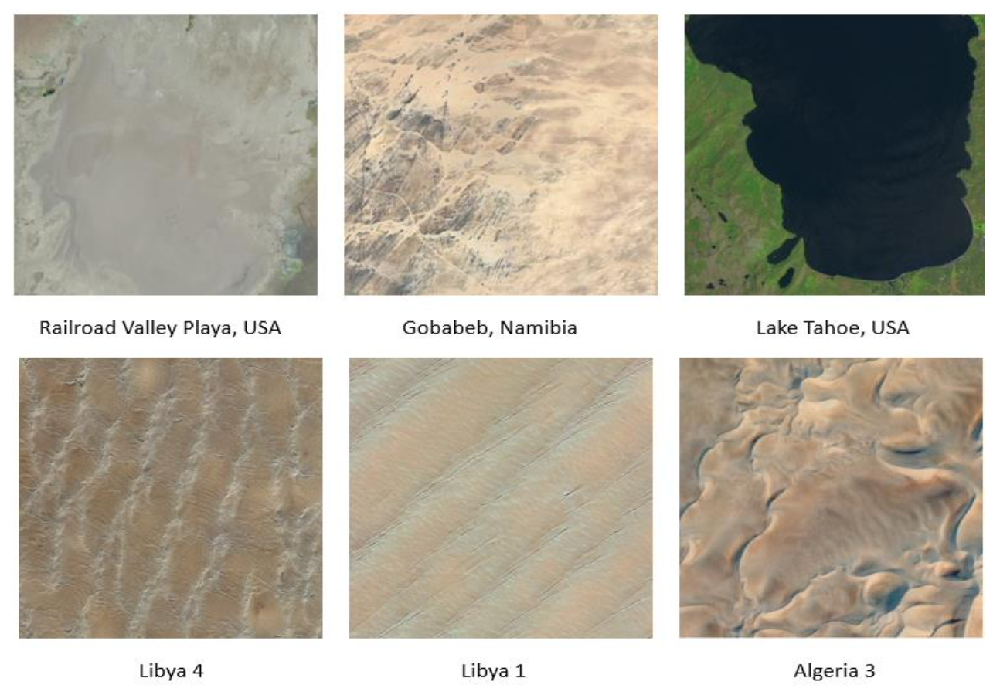 Railroad Valley Playa, USA
Gobabeb, Namibia
Lake Tahoe, USA
Libya 4
Libya 1
Algeria 3